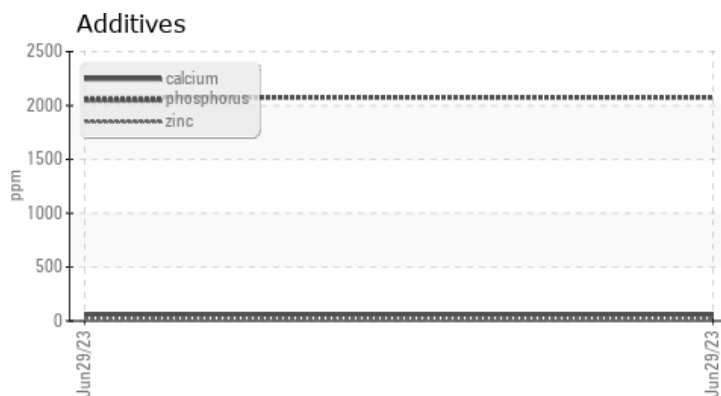 Additives
2500
2000
1500
1000
500
0
ppm
calcium
phosphorus
zinc
Jun29/23
Jun29/23